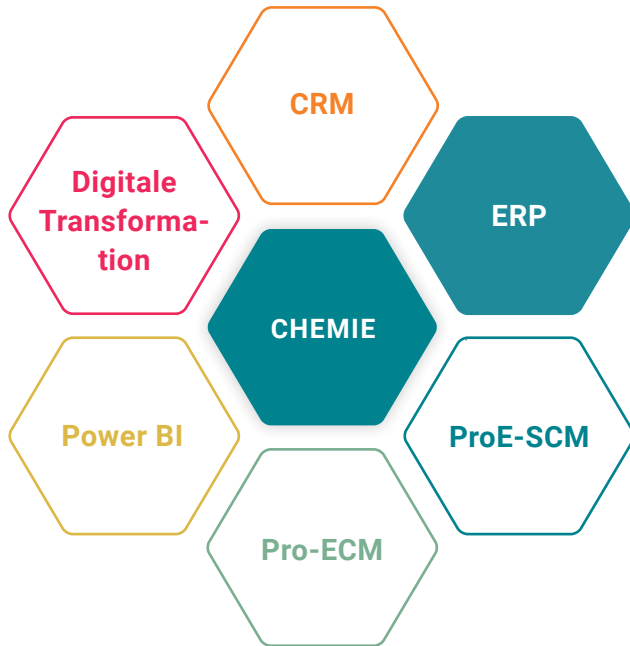 CRM
Digitale
Transforma-
tion
ERP
CHEMIE
Power BI
ProE-SCM
Pro-ECM